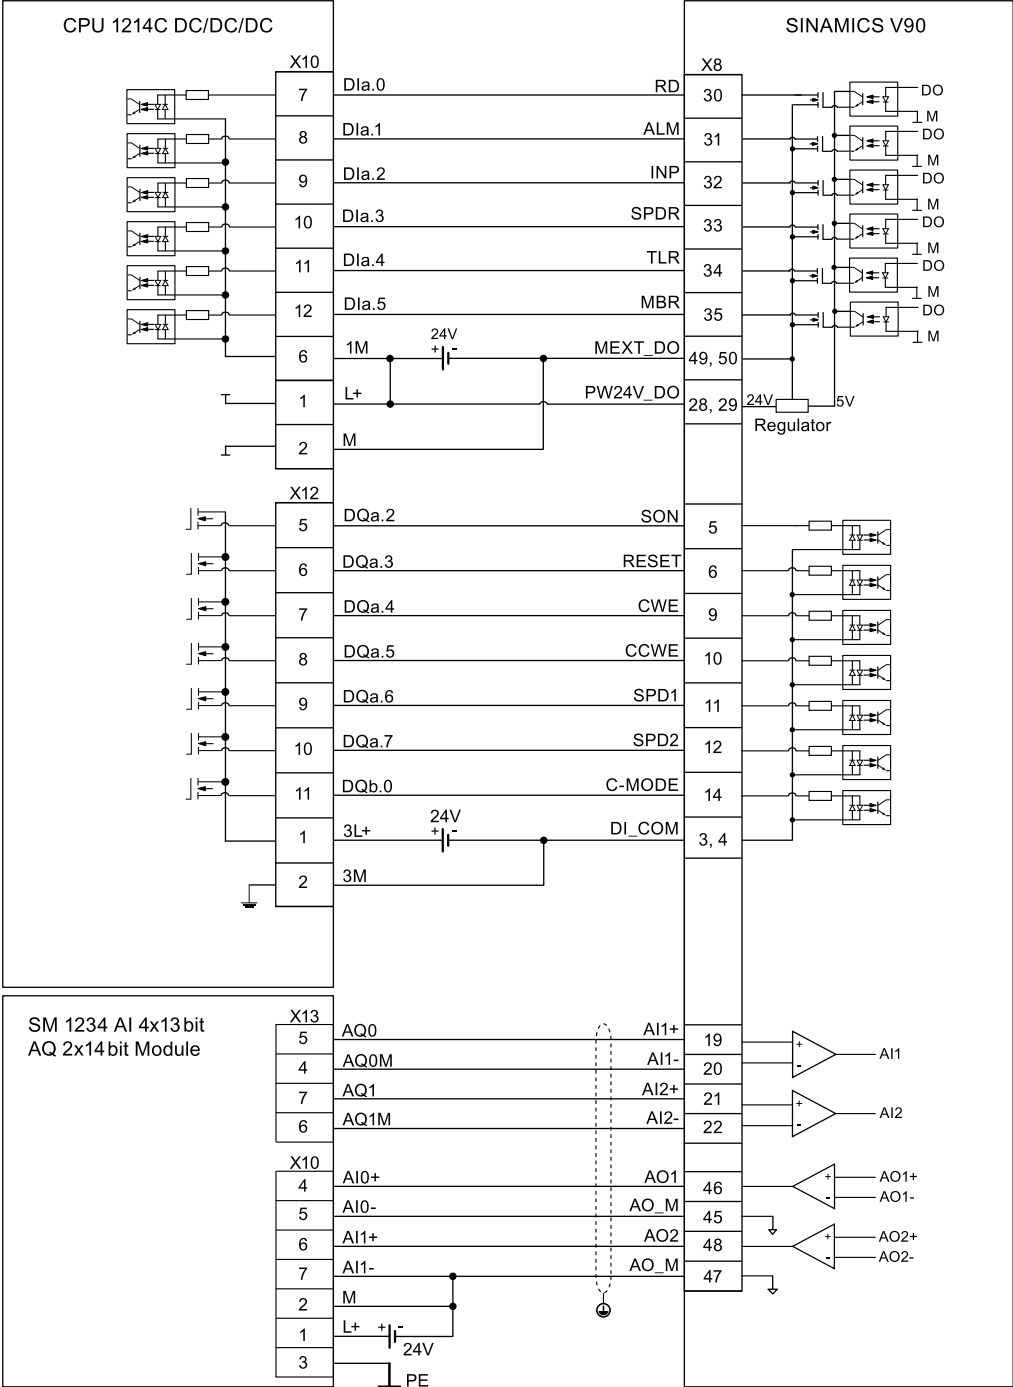 CPU 1214C DC/DC/DC
SINAMICS V90
X10
X8
7 DIa.0 RD 30 DO
M
8 DIa.1 ALM 31 DO
M
9 DIa.2 INP 32 DO
M
10 DIa.3 SPDR 33 DO
M
11 DIa.4 TLR 34 DO
M
12 DIa.5 MBR 35 DO
M
24V
+ -
6 1M MEXT_DO 49, 50
1 L+ PW24V_DO 28, 29 24V 5V
Regulator
2 M
X12
5 DQa.2 SON 5
6 DQa.3 RESET 6
7 DQa.4 CWE 9
8 DQa.5 CCWE 10
9 DQa.6 SPD1 11
10 DQa.7 SPD2 12
11 DQb.0 C-MODE 14
24V
+ -
1 3L+ DI_COM 3, 4
2 3M
SM 1234 AI 4x13bit
AQ 2x14bit Module
X13
5 AQ0 AI1+ 19 +
AI1
4 AQ0M AI1- 20 -
7 AQ1 AI2+ 21 +
AI2
6 AQ1M AI2- 22 -
X10
4 AI0+ AO1 46 + AO1+
- AO1-
5 AI0- AO_M 45
6 AI1+ AO2 48 + AO2+
- AO2-
7 AI1- AO_M 47
2 M
1 L+ + -
24V
3
PE